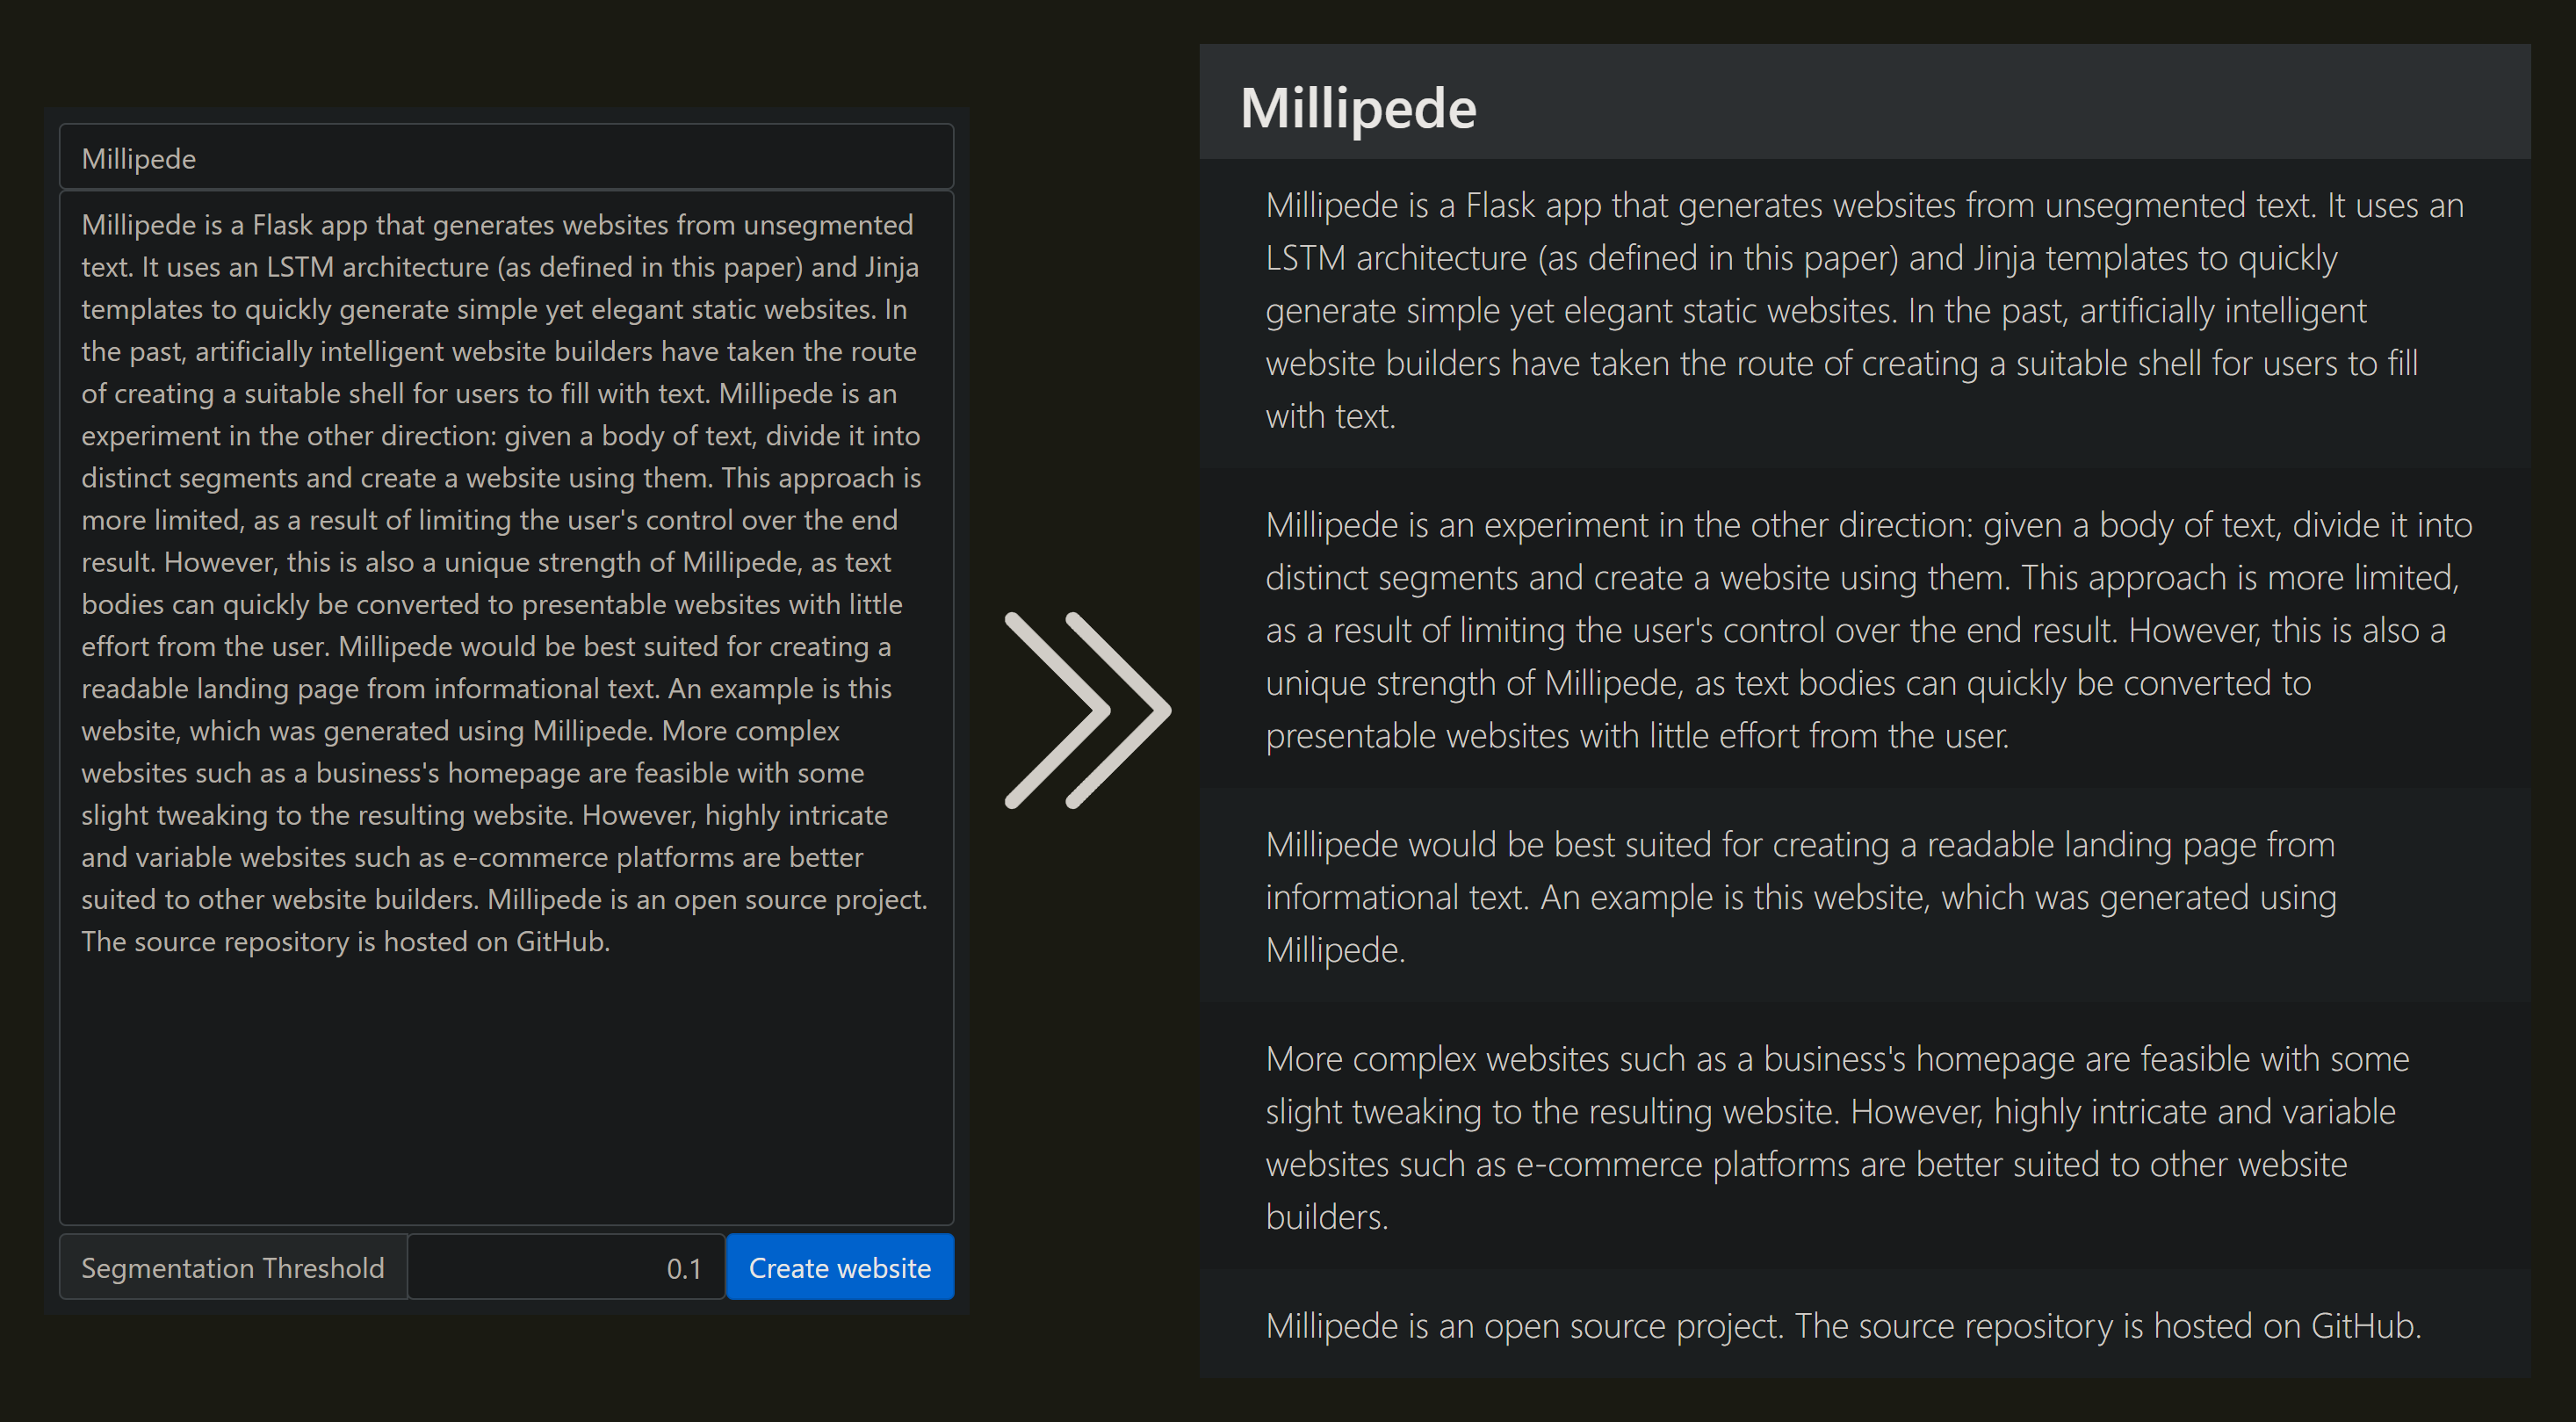 Millipede
Millipede is a Flask app that generates websites from unsegmented
text. It uses an LSTM architecture (as defined in this paper) and Jinja
templates to quickly generate simple yet elegant static websites. In
the past, artificially intelligent website builders have taken the route
of creating a suitable shell for users to fill with text. Millipede is an
experiment in the other direction: given a body of text, divide it into
distinct segments and create a website using them. This approach is
more limited, as a result of limiting the user's control over the end
result. However, this is also a unique strength of Millipede, as text
bodies can quickly be converted to presentable websites with little
effort from the user. Millipede would be best suited for creating a
readable landing page from informational text. An example is this
website, which was generated using Millipede. More complex
websites such as a business's homepage are feasible with some
slight tweaking to the resulting website. However, highly intricate
and variable websites such as e-commerce platforms are better
suited to other website builders. Millipede is an open source project.
The source repository is hosted on GitHub.
Segmentation Threshold
0.1
Create website
Millipede
Millipede is a Flask app that generates websites from unsegmented text. It uses an
LSTM architecture (as defined in this paper) and Jinja templates to quickly
generate simple yet elegant static websites. In the past, artificially intelligent
website builders have taken the route of creating a suitable shell for users to fill
with text.
Millipede is an experiment in the other direction: given a body of text, divide it into
distinct segments and create a website using them. This approach is more limited,
as a result of limiting the user's control over the end result. However, this is also a
unique strength of Millipede, as text bodies can quickly be converted to
presentable websites with little effort from the user.
Millipede would be best suited for creating a readable landing page from
informational text. An example is this website, which was generated using
Millipede.
More complex websites such as a business's homepage are feasible with some
slight tweaking to the resulting website. However, highly intricate and variable
websites such as e-commerce platforms are better suited to other website
builders.
Millipede is an open source project. The source repository is hosted on GitHub.